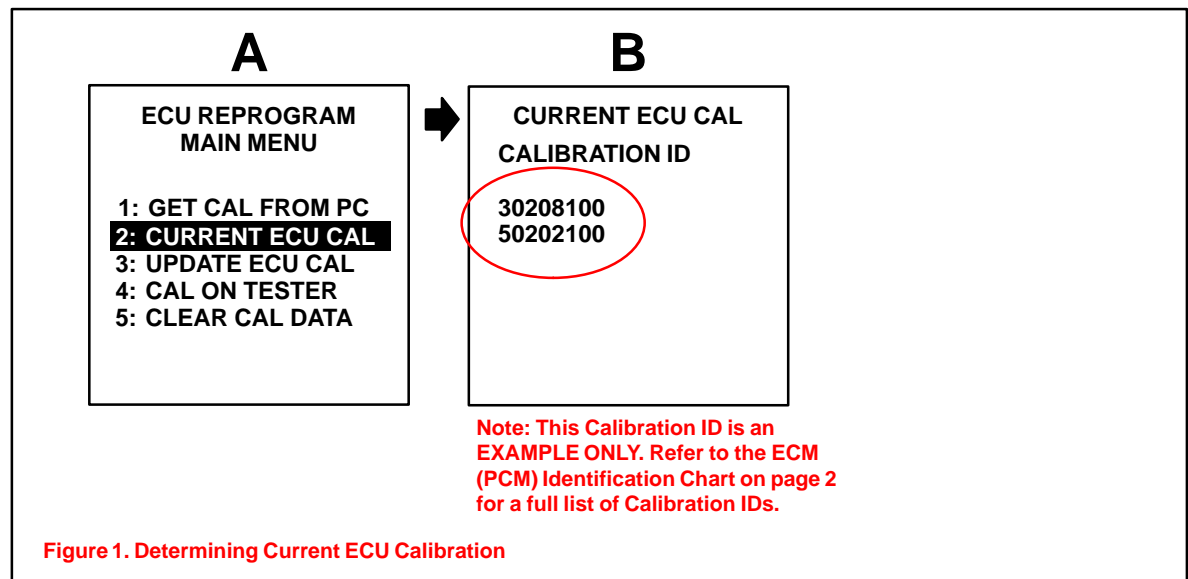 A
ECU REPROGRAM
MAIN MENU
1: GET CAL FROM PC
2: CURRENT ECU CAL
3: UPDATE ECU CAL
4: CAL ON TESTER
5: CLEAR CAL DATA
B
CURRENT ECU CAL
CALIBRATION ID
30208100
50202100
Note: This Calibration ID is an
EXAMPLE ONLY. Refer to the ECM
(PCM) Identification Chart on page 2
for a full list of Calibration IDs.
Figure 1. Determining Current ECU Calibration